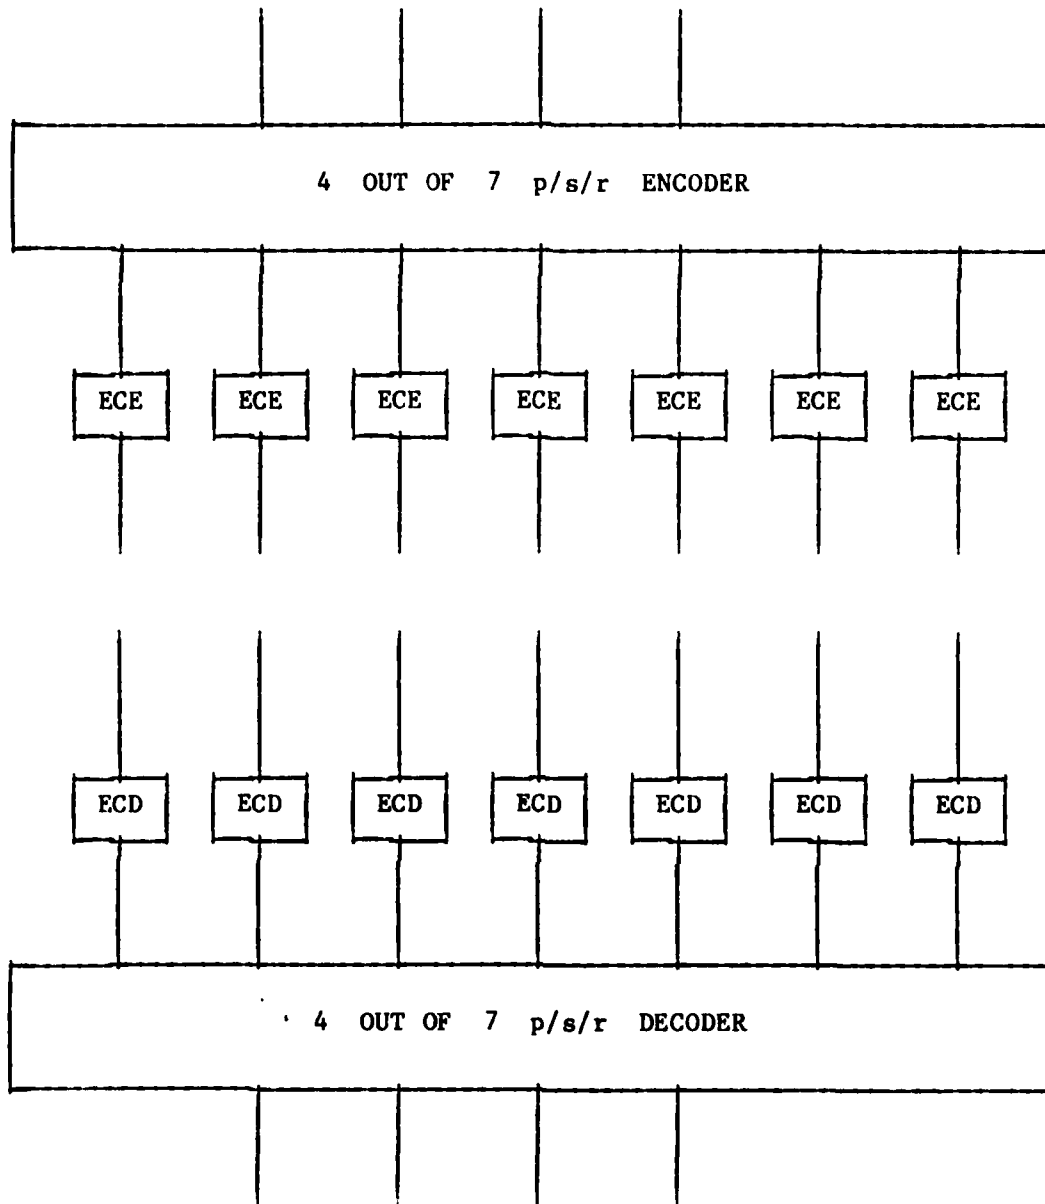 4 OUT OF 7 p/s/r ENCODER
ECE ECE ECE ECE ECE ECE ECE
ECD ECD ECD ECD ECD ECD ECD
4 OUT OF 7 p/s/r DECODER